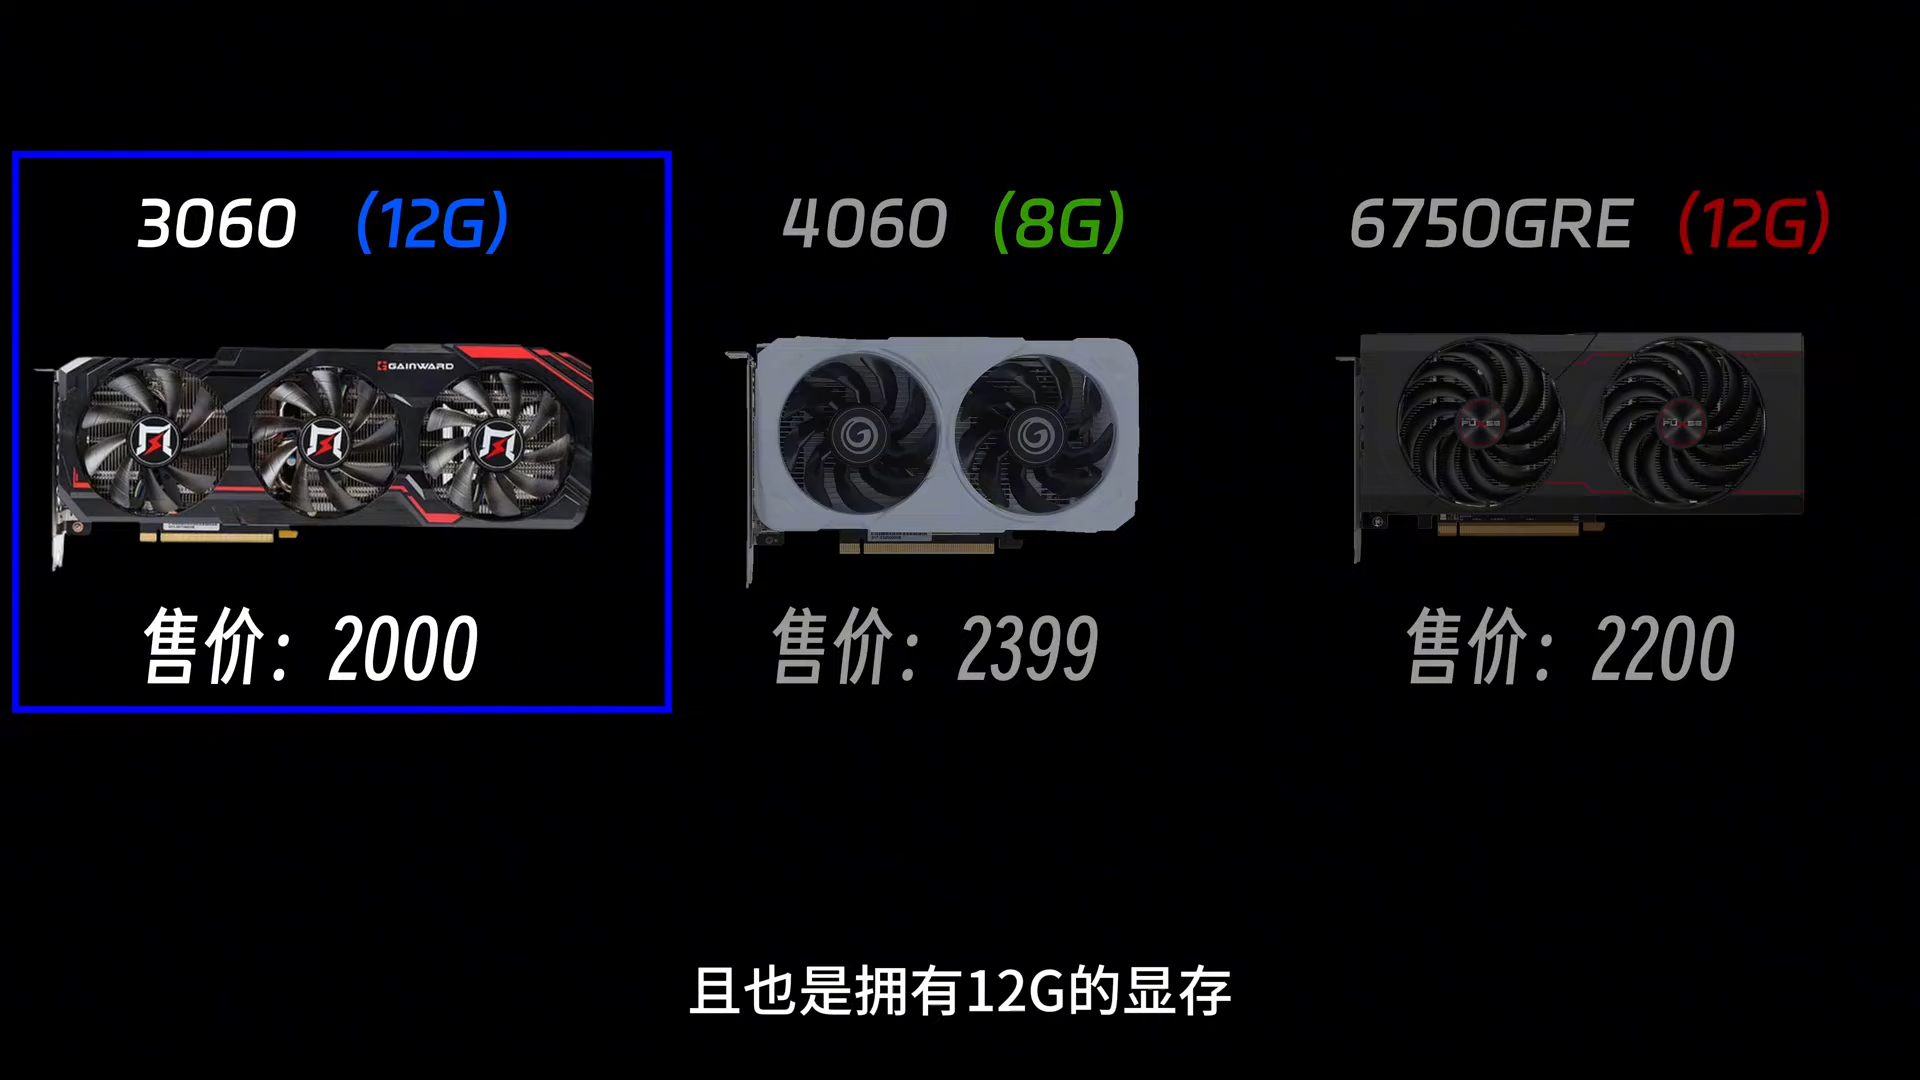 3060 (12G)
4060 (8G)
6750GRE (12G)
GAINWARD
售价：2000
售价：2399
售价：2200
且也是拥有12G的显存